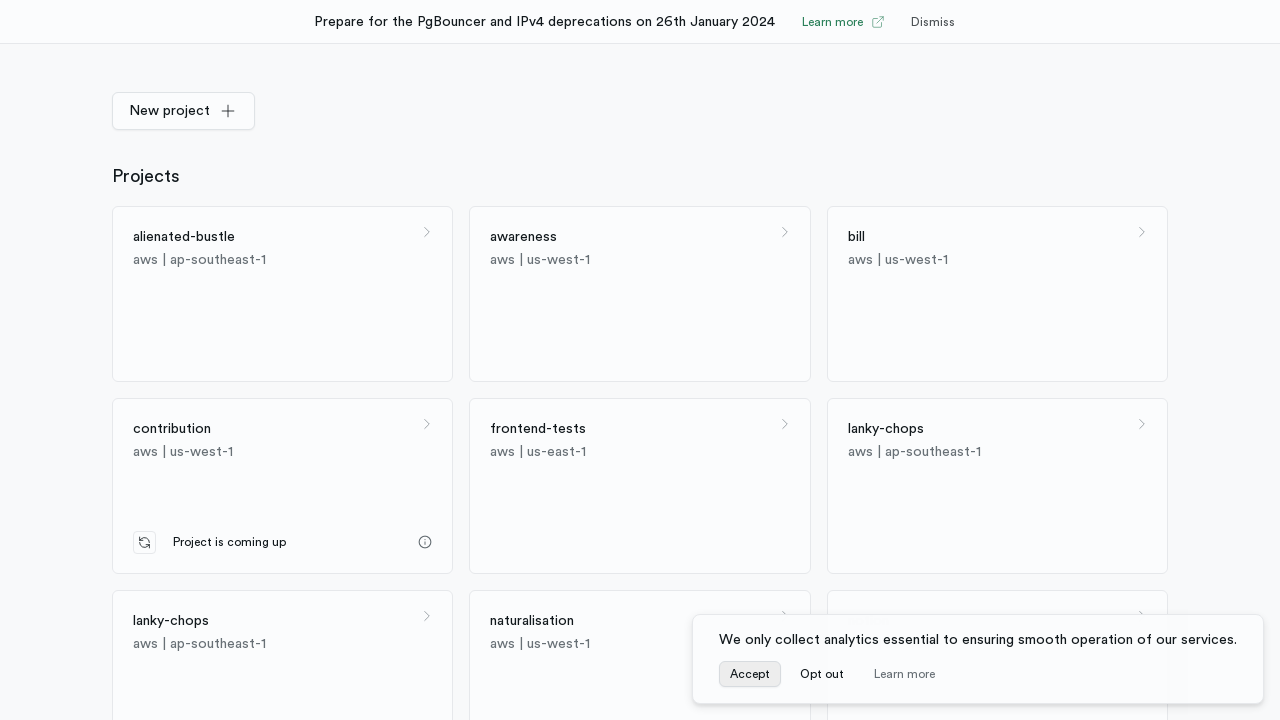 Prepare for the PgBouncer and IPv4 deprecations on 26th January 2024
Learn more
Dismiss
New project
Projects
alienated-bustle
aws | ap-southeast-1
awareness
aws | us-west-1
bill
aws | us-west-1
contribution
aws | us-west-1
Project is coming up
frontend-tests
aws | us-east-1
lanky-chops
aws | ap-southeast-1
lanky-chops
aws | ap-southeast-1
naturalisation
aws | us-west-1
We only collect analytics essential to ensuring smooth operation of our services.
Accept
Opt out
Learn more